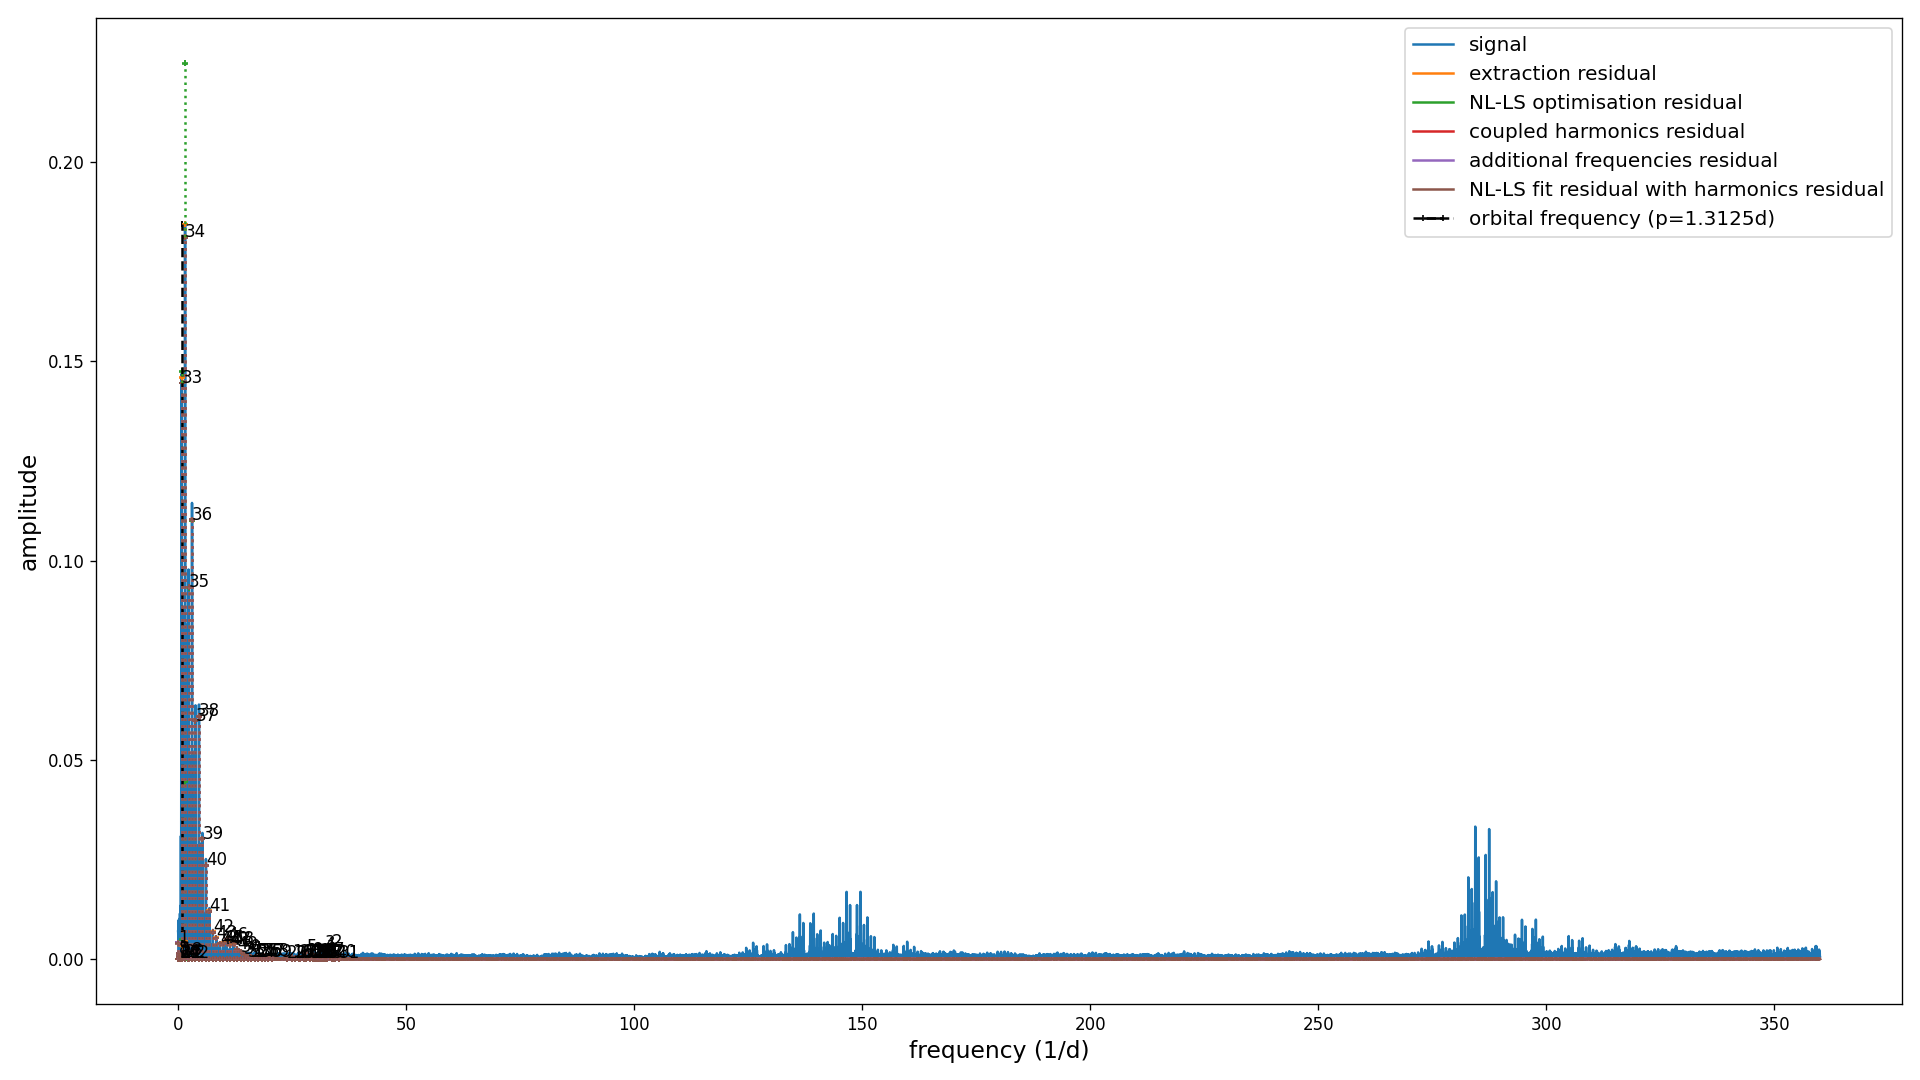 signal
extraction residual
NL-LS optimisation residual
coupled harmonics residual
additional frequencies residual
NL-LS fit residual with harmonics residual
orbital frequency (p=1.3125d)
34
0.20
33
0.15
36
35
0.10
38
37
0.05
39
40
41
42
0.00
0
50
100
150
200
250
300
350
amplitude
frequency (1/d)